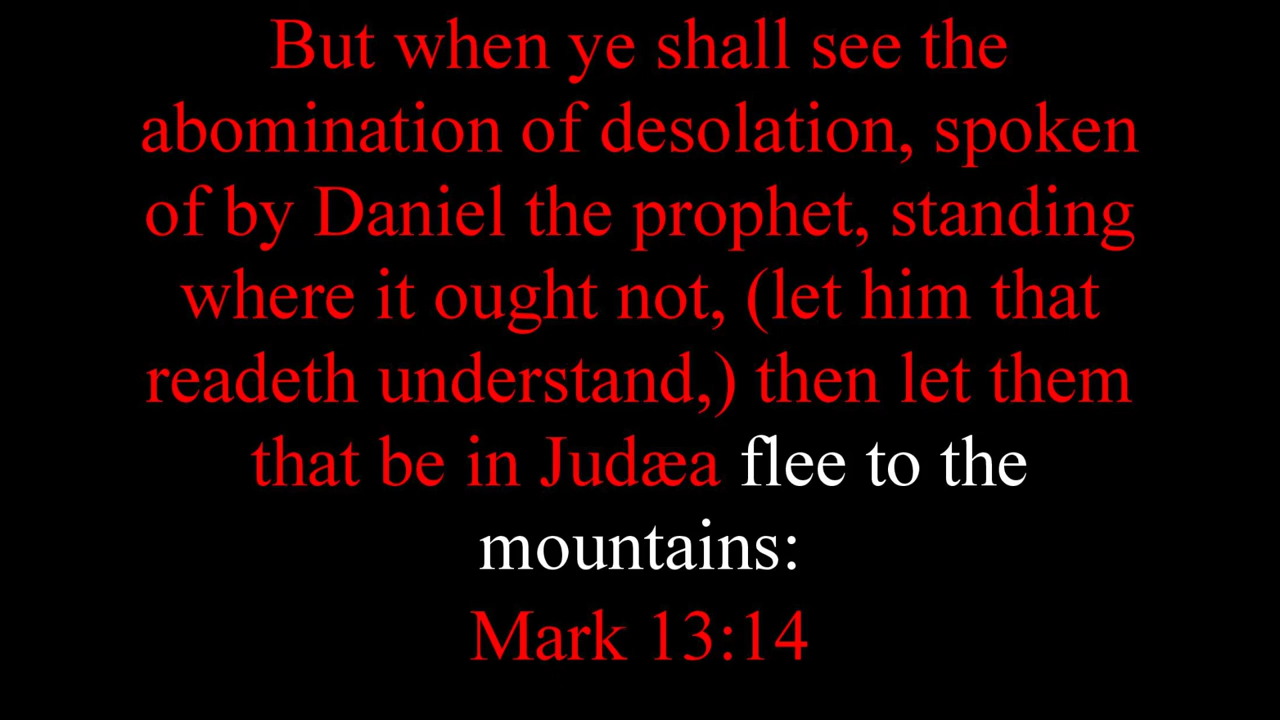 But when ye shall see the
abomination of desolation, spoken
of by Daniel the prophet, standing
where it ought not, (let him that
readeth understand,) then let them
that be in Judæa flee to the
mountains:
Mark 13:14